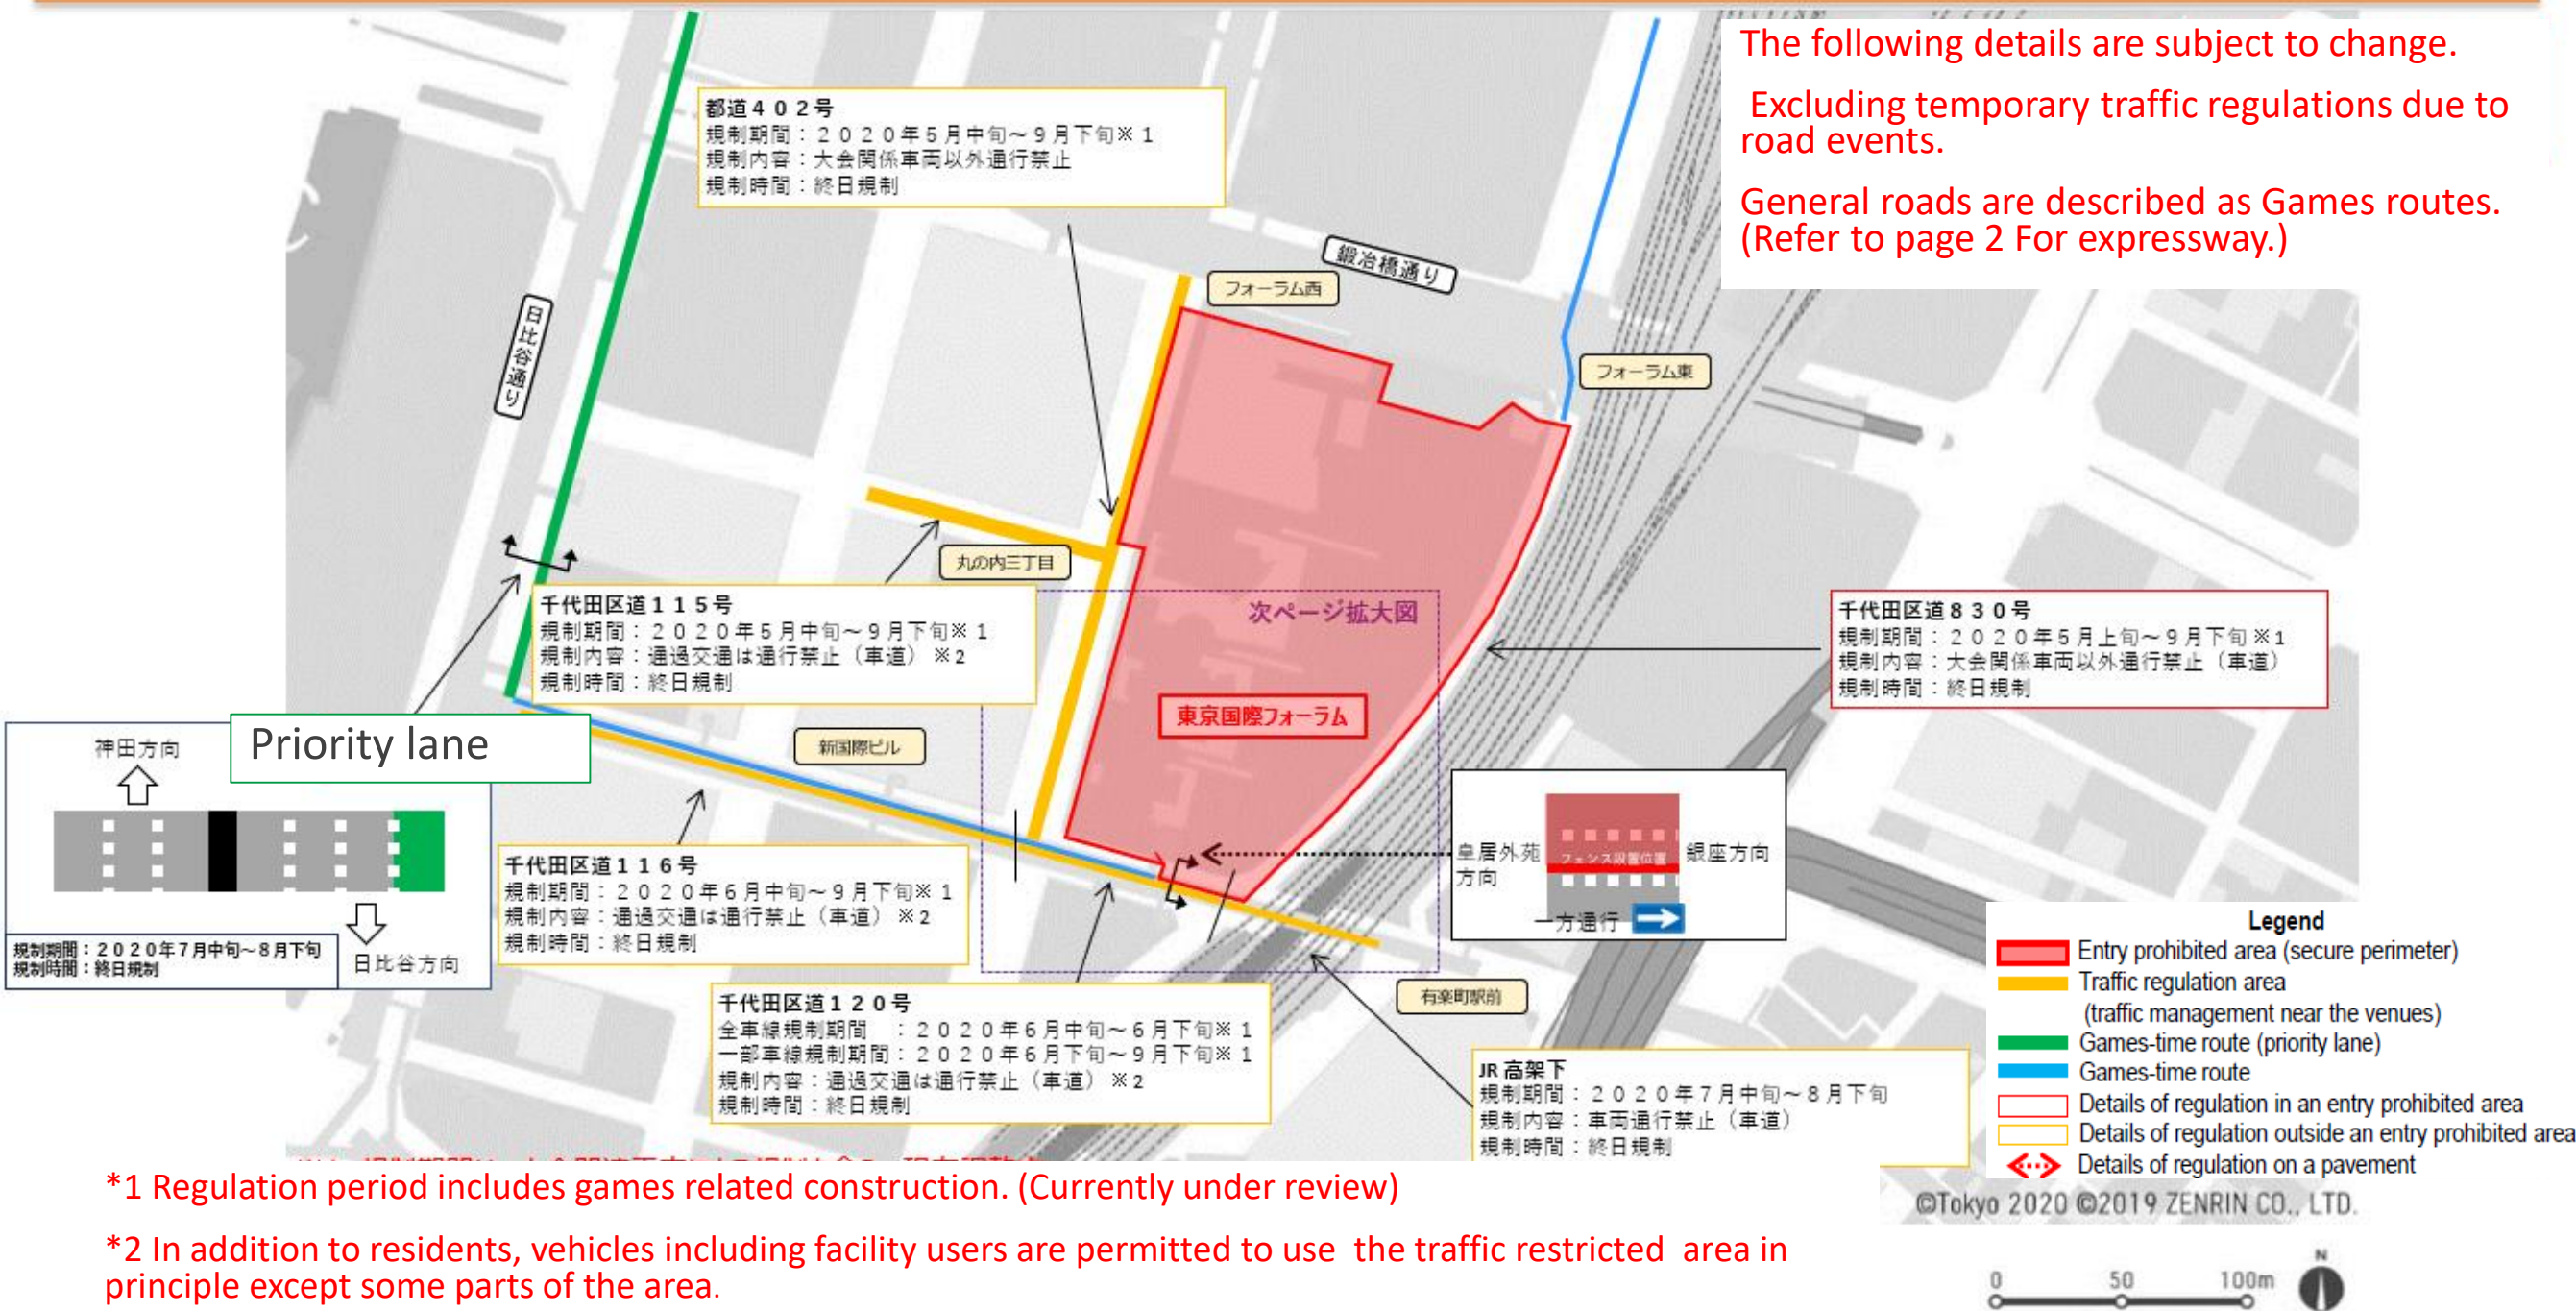 The following details are subject to change.
Excluding temporary traffic regulations due to
road events.
General roads are described as Games routes.
(Refer to page 2 For expressway.)
都道４０２号
規制期間：２０２０年５月中旬～９月下旬※１
規制内容：大会関係車両以外通行禁止
規制時間：終日規制
鍛冶橋通り
フォーラム西
日比谷通り
フォーラム東
丸の内三丁目
千代田区道１１５号
規制期間：２０２０年５月中旬～９月下旬※１
規制内容：通過交通は通行禁止（車道）※２
規制時間：終日規制
次ページ拡大図
千代田区道８３０号
規制期間：２０２０年５月上旬～９月下旬※1
規制内容：大会関係車両以外通行禁止（車道）
規制時間：終日規制
東京国際フォーラム
Priority lane
神田方向
新国際ビル
日比谷方向
規制期間：２０２０年７月中旬～８月下旬
規制時間：終日規制
千代田区道１１６号
規制期間：２０２０年６月中旬～９月下旬※１
規制内容：通過交通は通行禁止（車道）※２
規制時間：終日規制
皇居外苑
方向
フェンス設置位置
銀座方向
一方通行
千代田区道１２０号
全車線規制期間　：２０２０年６月中旬～６月下旬※１
一部車線規制期間：２０２０年６月下旬～９月下旬※１
規制内容：通過交通は通行禁止（車道）※２
規制時間：終日規制
有楽町駅前
JR高架下
規制期間：２０２０年７月中旬～８月下旬
規制内容：車両通行禁止（車道）
規制時間：終日規制
Legend
Entry prohibited area (secure perimeter)
Traffic regulation area
(traffic management near the venues)
Games-time route (priority lane)
Games-time route
Details of regulation in an entry prohibited area
Details of regulation outside an entry prohibited area
Details of regulation on a pavement
©Tokyo 2020 ©2019 ZENRIN CO., LTD.
*1 Regulation period includes games related construction. (Currently under review)
*2 In addition to residents, vehicles including facility users are permitted to use the traffic restricted area in
principle except some parts of the area.
0 50 100m
N